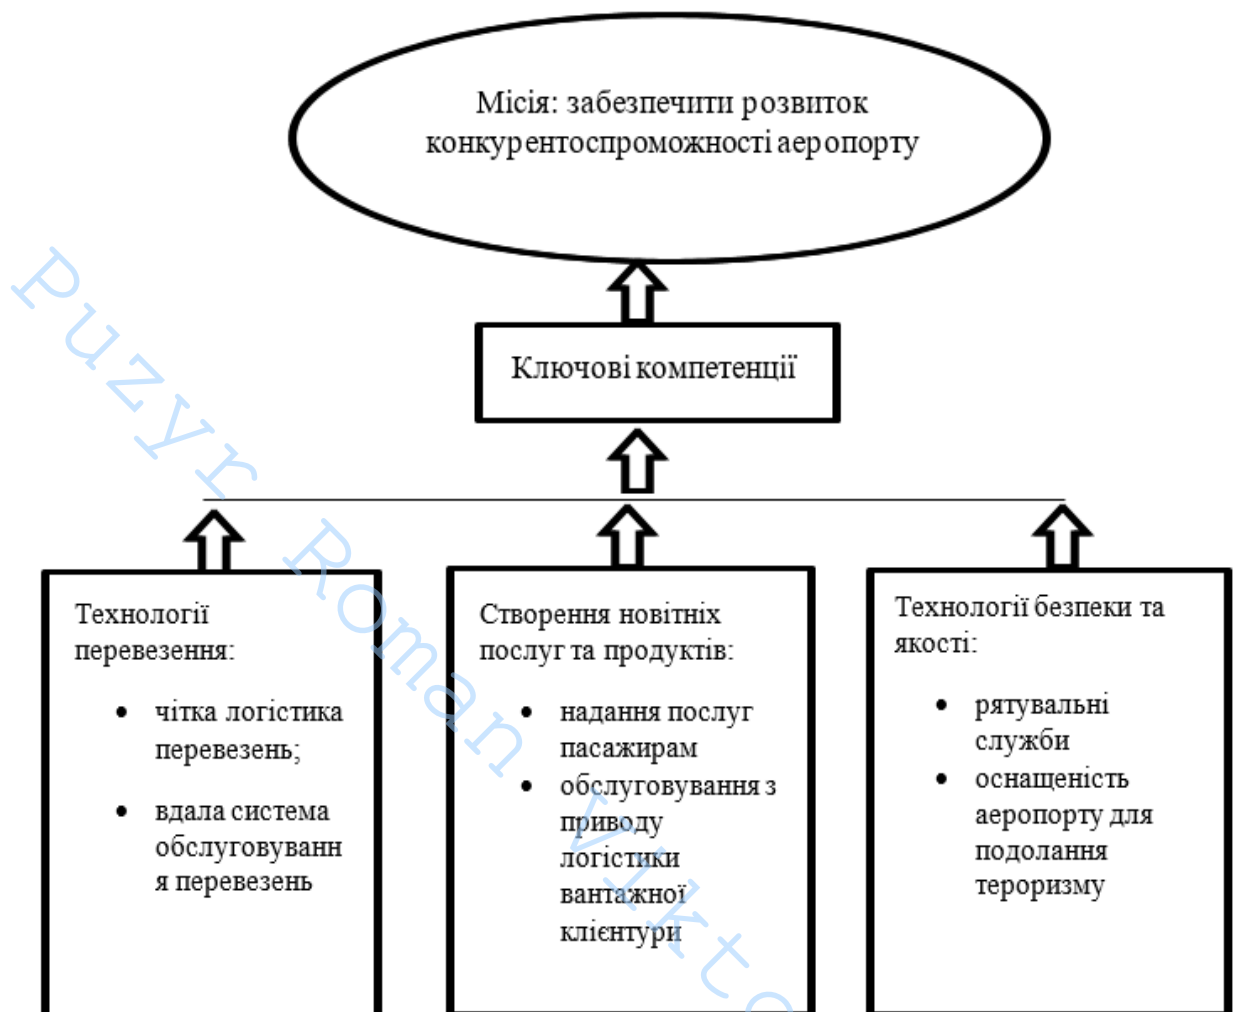 Місія: забезпечити розвиток
конкурентоспроможності аеропорту
Ключові компетенції
Технології
перевезення:
• чітка логістика
перевезень;
• вдала система
обслуговуванн
я перевезень
Створення новітніх
послуг та продуктів:
• надання послуг
пасажирам
• обслуговування з
приводу
логістики
вантажної
клієнтури
Технології безпеки та
якості:
• рятувальні
служби
• оснащеність
аеропорту для
подолання
тероризму
Puzyr Roman